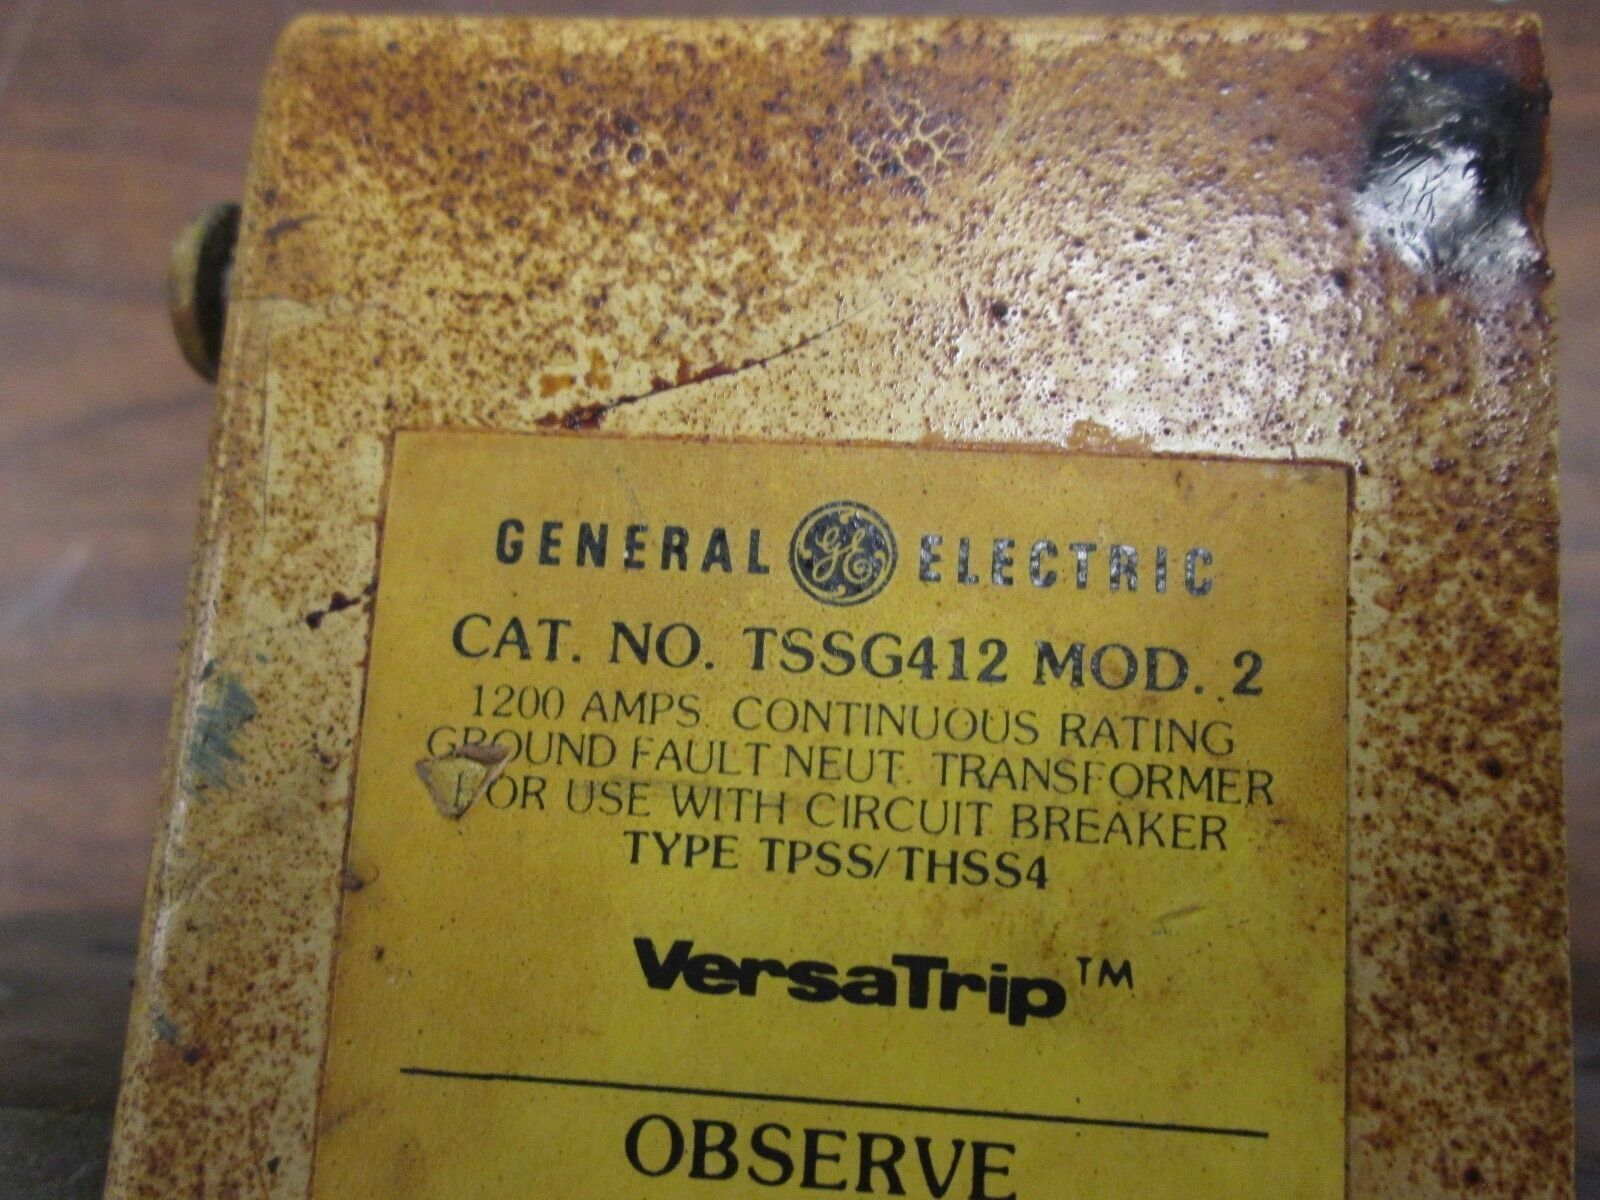 GENERAL GE ELECTRIC
CAT. NO. TSSG412 MOD. 2
1200 AMPS. CONTINUOUS RATING
GROUND FAULT NEUT. TRANSFORMER
FOR USE WITH CIRCUIT BREAKER
TYPE TPSS/THSS4
VersaTrip™
OBSERVE